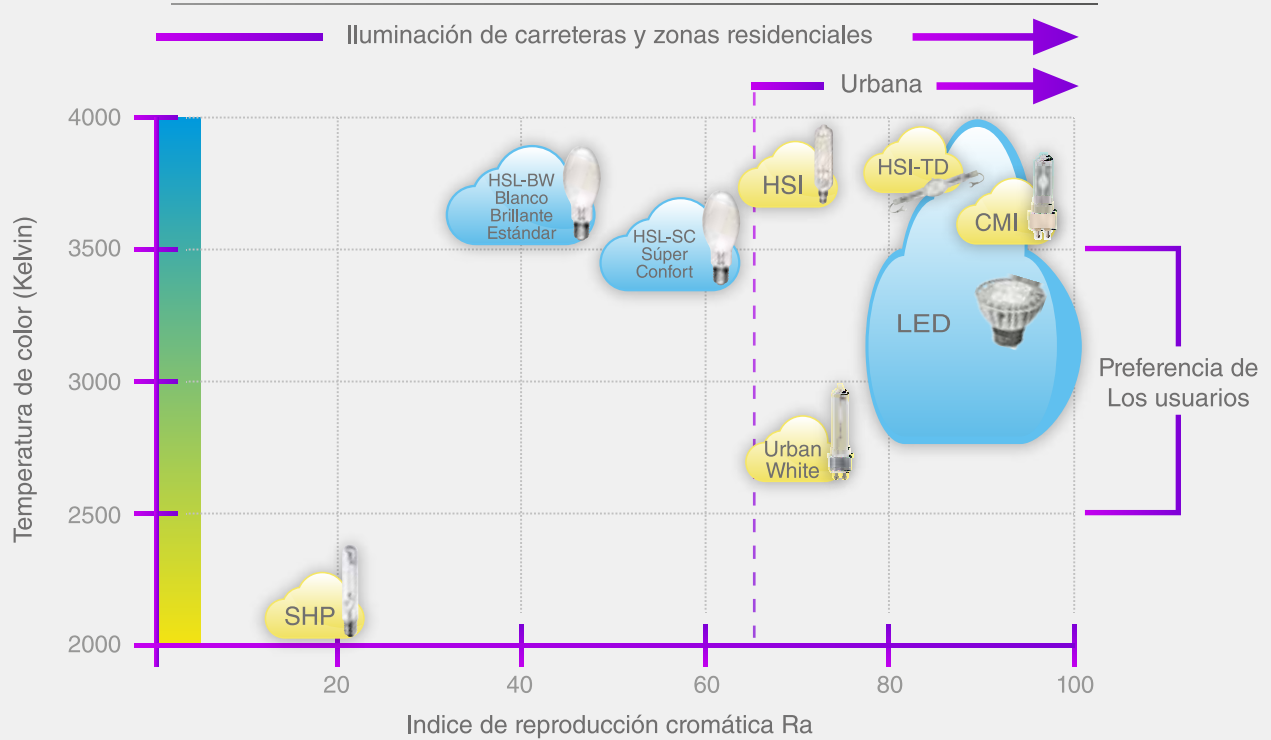 Iluminación de carreteras y zonas residenciales
Urbana
Temperatura de color (Kelvin)
4000
3500
3000
2500
2000
HSL-BW
Blanco
Brillante
Estándar
HSL-SC
Súper
Confort
HSI
HSI-TD
CMI
LED
Urban
White
SHP
Preferencia de
Los usuarios
20
40
60
80
100
Indice de reproducción cromática Ra